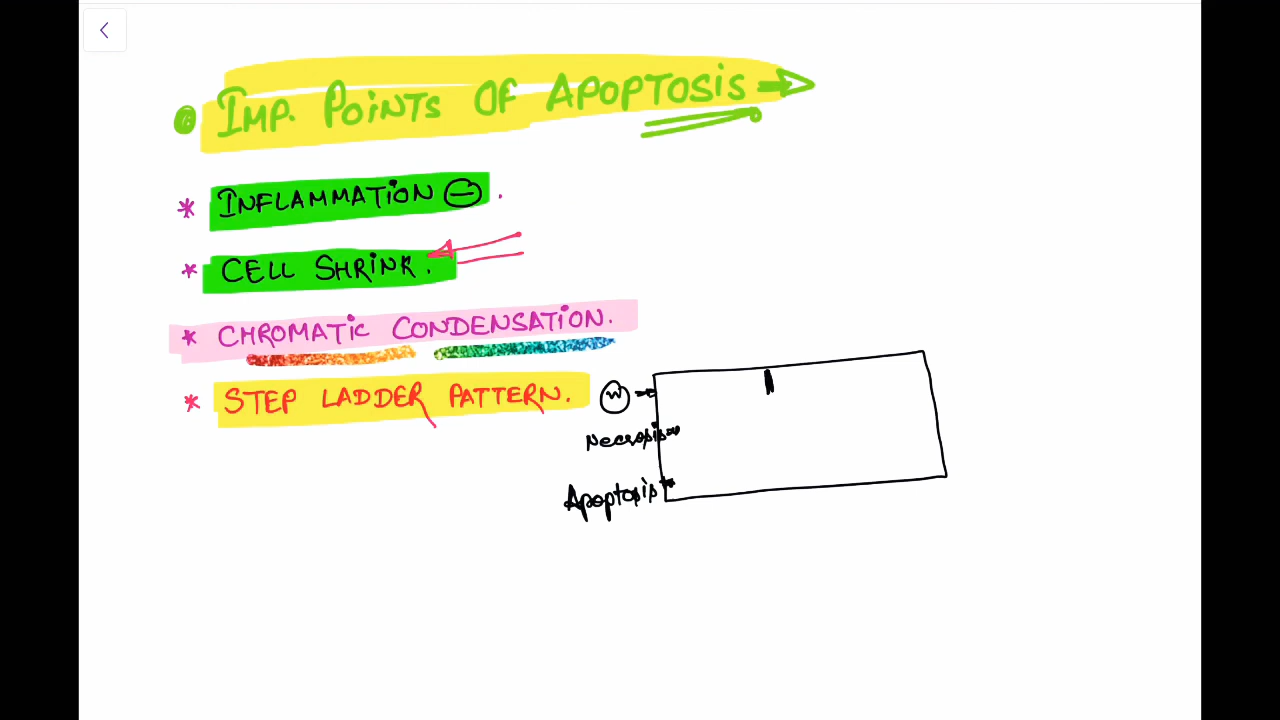 IMP. POINTS OF APOPTOSIS →
* INFLAMMATION ⊖.
* CELL SHRINK.
* CHROMATIC CONDENSATION.
* STEP LADDER PATTERN.
N →
Necrosis
Apoptosis